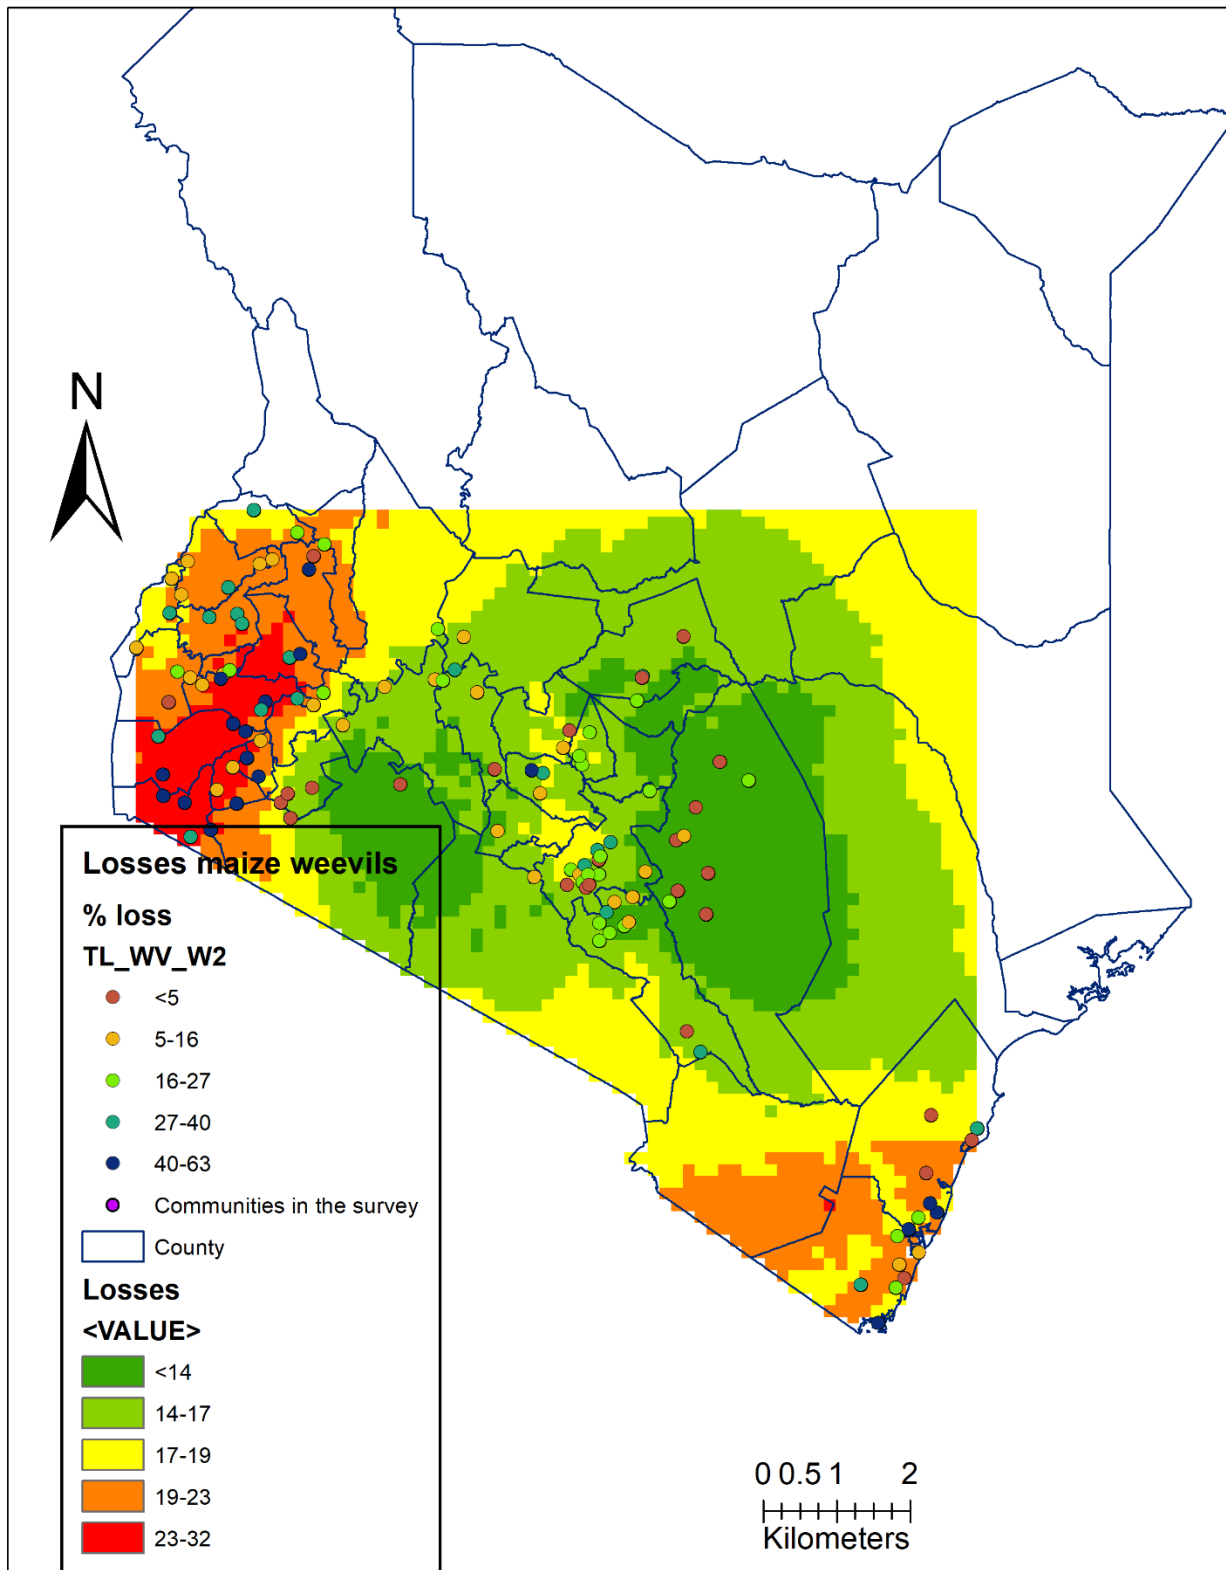 N
Losses maize weevils
% loss
TL_WV_W2
<5
5-16
16-27
27-40
40-63
Communities in the survey
County
Losses
<VALUE>
<14
14-17
17-19
19-23
23-32
0 0.5 1 2
Kilometers